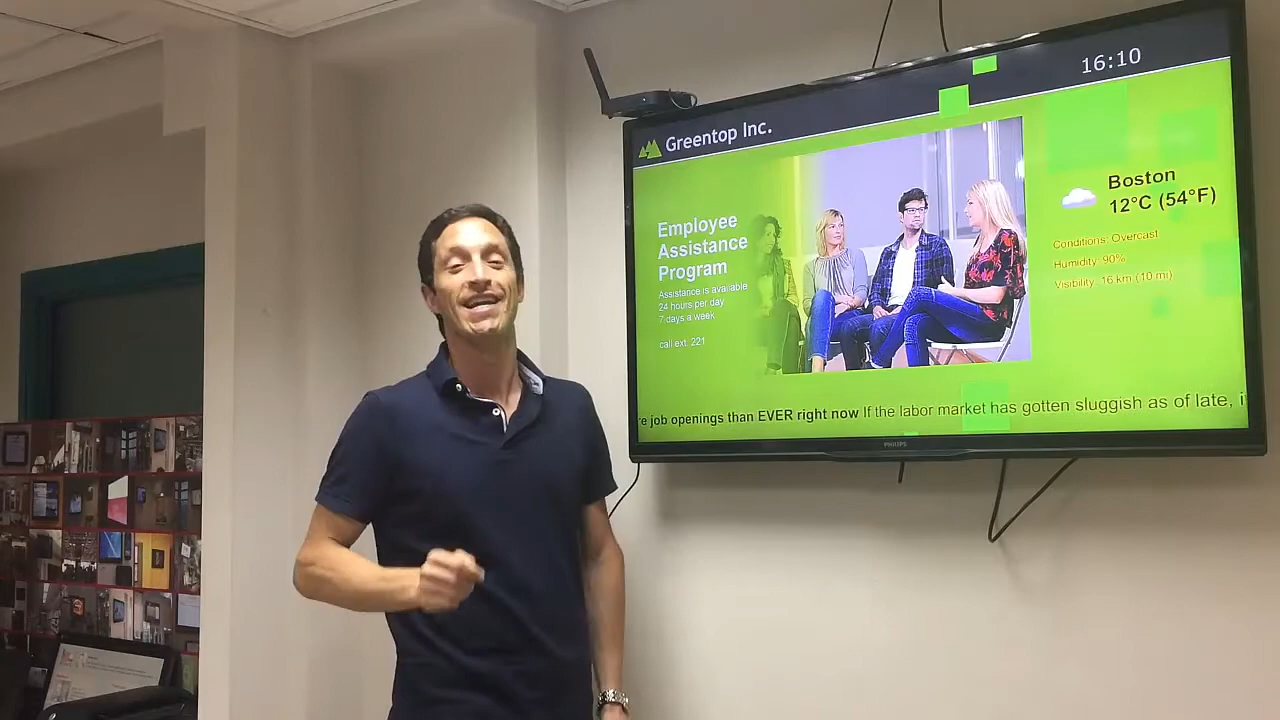 16:10
Greentop Inc.
Employee
Assistance
Program
Assistance is available
24 hours per day
7 days a week
call ext. 221
Boston
12°C (54°F)
Conditions: Overcast
Humidity: 90%
Visibility: 16 km (10 mi)
job openings than EVER right now If the labor market has gotten sluggish as of late,
PHILIPS